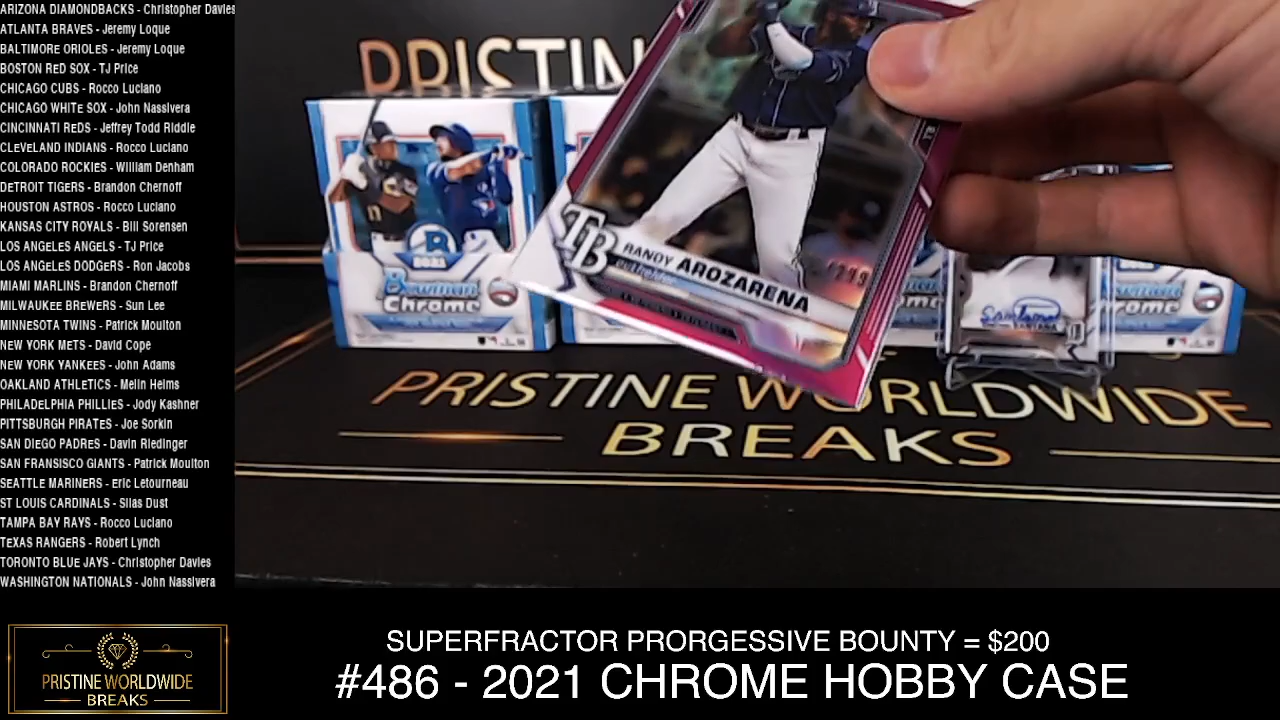 ARIZONA DIAMONDBACKS - Christopher Davies
ATLANTA BRAVES - Jeremy Loque
BALTIMORE ORIOLES - Jeremy Loque
BOSTON RED SOX - TJ Price
CHICAGO CUBS - Rocco Luciano
CHICAGO WHITE SOX - John Nassivera
CINCINNATI REDS - Jeffrey Todd Riddle
CLEVELAND INDIANS - Rocco Luciano
COLORADO ROCKIES - William Denham
DETROIT TIGERS - Brandon Chernoff
HOUSTON ASTROS - Rocco Luciano
KANSAS CITY ROYALS - Bill Sorensen
LOS ANGELES ANGELS - TJ Price
LOS ANGELES DODGERS - Ron Jacobs
MIAMI MARLINS - Brandon Chernoff
MILWAUKEE BREWERS - Sun Lee
MINNESOTA TWINS - Patrick Moulton
NEW YORK METS - David Cope
NEW YORK YANKEES - John Adams
OAKLAND ATHLETICS - Melin Helms
PHILADELPHIA PHILLIES - Jody Kashner
PITTSBURGH PIRATES - Joe Sorkin
SAN DIEGO PADRES - Davin Riedinger
SAN FRANSISCO GIANTS - Patrick Moulton
SEATTLE MARINERS - Eric Letourneau
ST LOUIS CARDINALS - Silas Dust
TAMPA BAY RAYS - Rocco Luciano
TEXAS RANGERS - Robert Lynch
TORONTO BLUE JAYS - Christopher Davies
WASHINGTON NATIONALS - John Nassivera
PRISTIN
B
2021
Bowman
Chrome
TB
RANDY AROZARENA
outfielder
/299
PRISTINE WORLDWIDE
BREAKS
PRISTINE WORLDWIDE
BREAKS
SUPERFRACTOR PRORGESSIVE BOUNTY = $200
#486 - 2021 CHROME HOBBY CASE